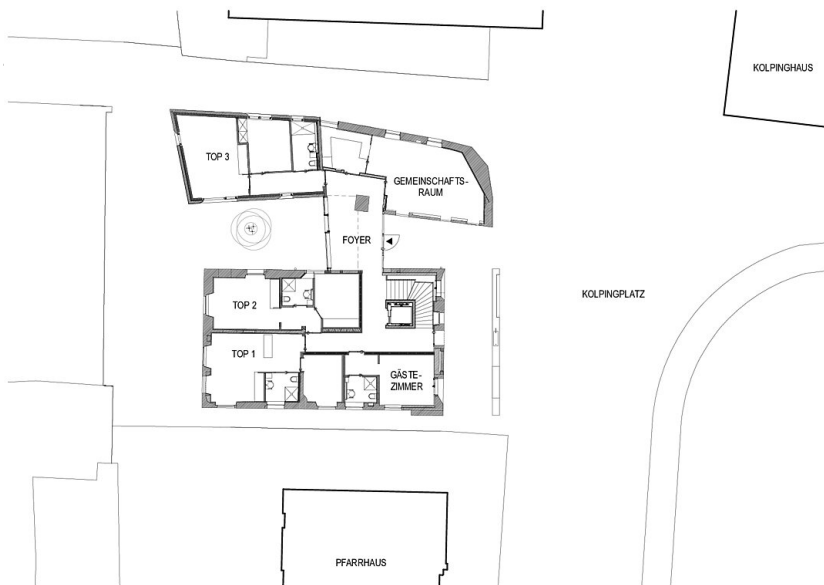 KOLPINGHAUS
TOP 3
GEMEINSCHAFTS-
RAUM
FOYER
KOLPINGPLATZ
TOP 2
TOP 1
GÄSTE-
ZIMMER
PFARRHAUS